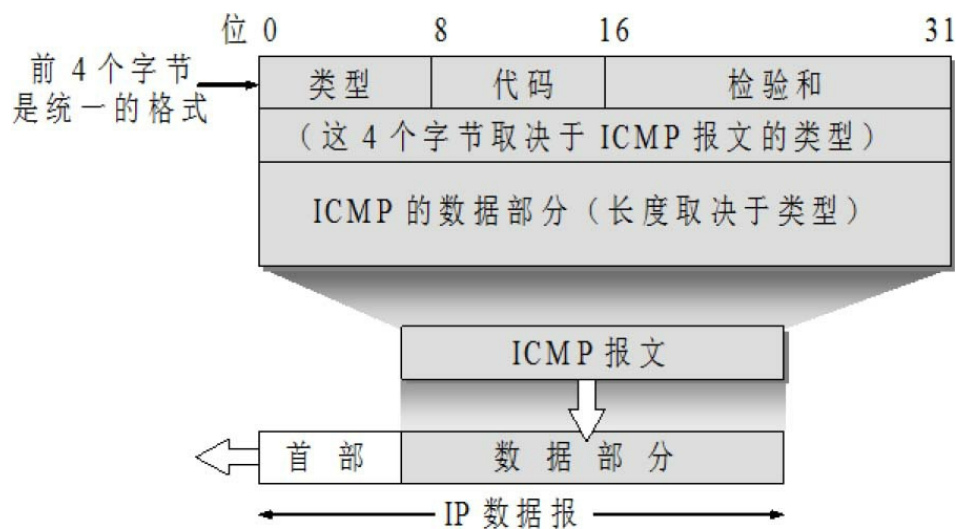 位 0 8 16 31
前 4 个字节
是统一的格式
类型 代码 检验和
（这 4 个字节取决于 ICMP 报文的类型）
ICMP 的数据部分（长度取决于类型）
ICMP 报文
首部 数据部分
IP 数据报